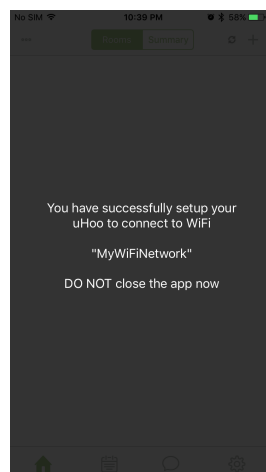 No SIM 10:39 PM 58%
Rooms Summary
You have successfully setup your
uHoo to connect to WiFi
"MyWiFiNetwork"
DO NOT close the app now